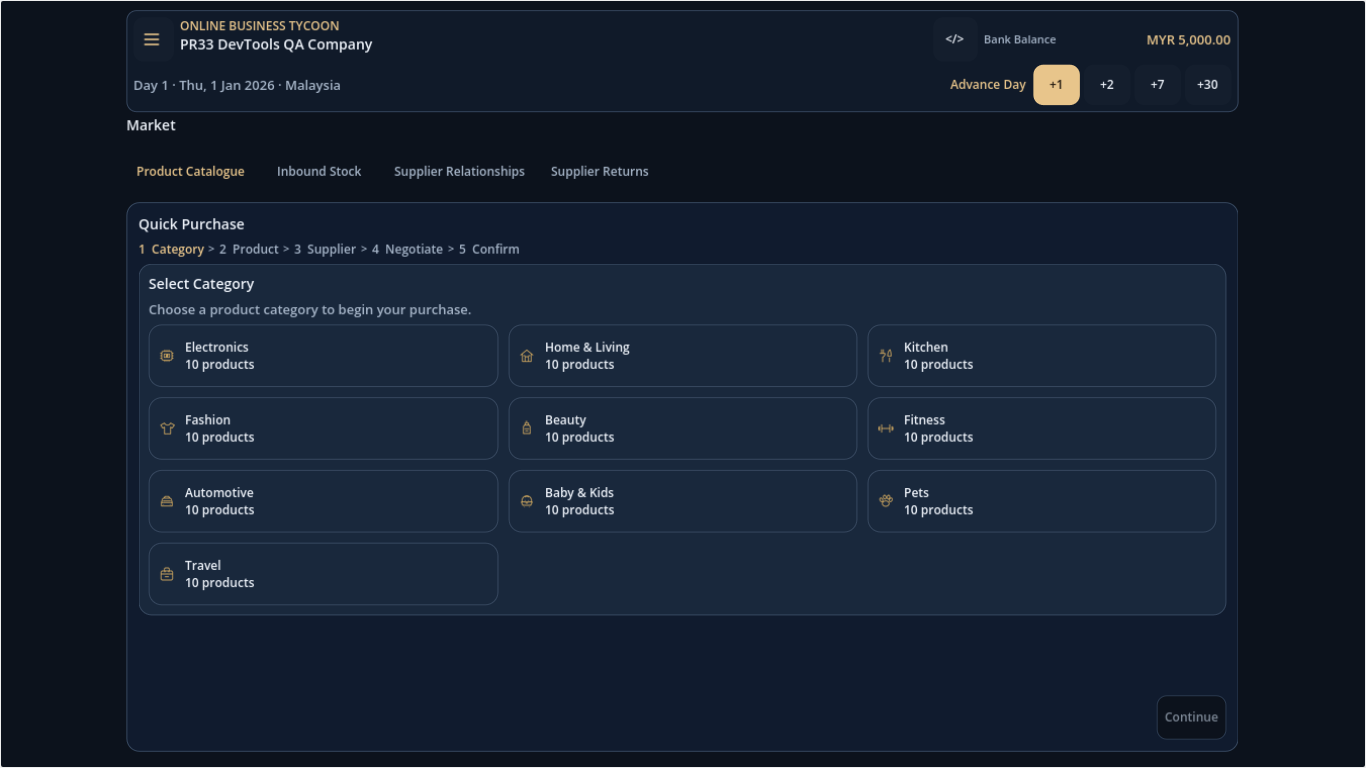 ONLINE BUSINESS TYCOON
PR33 DevTools QA Company
</> Bank Balance MYR 5,000.00
Day 1 · Thu, 1 Jan 2026 · Malaysia
Advance Day +1 +2 +7 +30
Market
Product Catalogue Inbound Stock Supplier Relationships Supplier Returns
Quick Purchase
1 Category > 2 Product > 3 Supplier > 4 Negotiate > 5 Confirm
Select Category
Choose a product category to begin your purchase.
Electronics
10 products
Home & Living
10 products
Kitchen
10 products
Fashion
10 products
Beauty
10 products
Fitness
10 products
Automotive
10 products
Baby & Kids
10 products
Pets
10 products
Travel
10 products
Continue